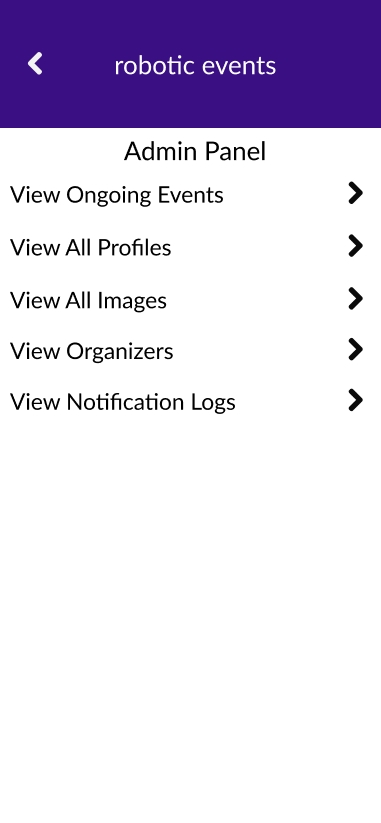 robotic events
Admin Panel
View Ongoing Events
View All Profiles
View All Images
View Organizers
View Notification Logs